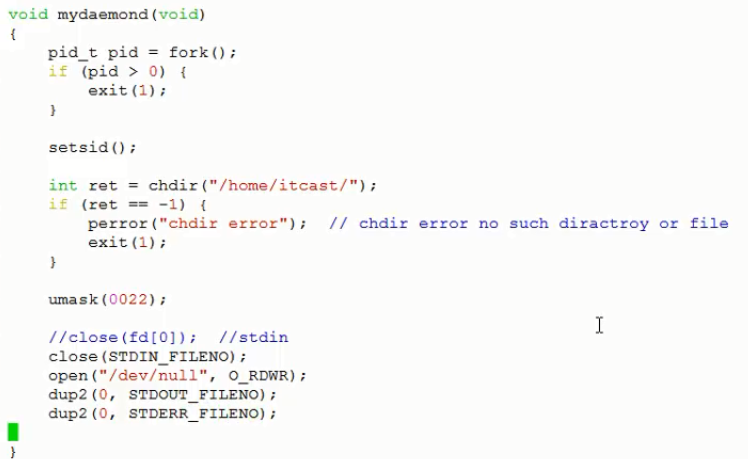 void mydaemond(void)
{
    pid_t pid = fork();
    if (pid > 0) {
        exit(1);
    }

    setsid();

    int ret = chdir("/home/itcast/");
    if (ret == -1) {
        perror("chdir error");  // chdir error no such diractroy or file
        exit(1);
    }

    umask(0022);

    //close(fd[0]);  //stdin
    close(STDIN_FILENO);
    open("/dev/null", O_RDWR);
    dup2(0, STDOUT_FILENO);
    dup2(0, STDERR_FILENO);

}